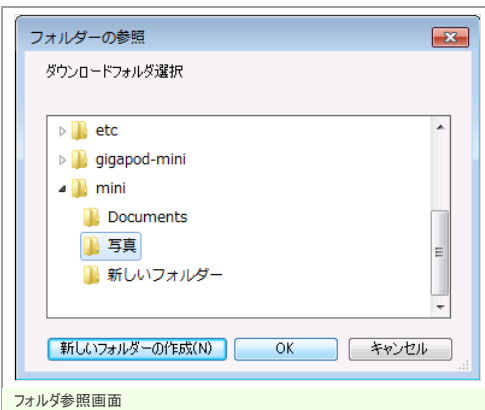 フォルダーの参照
ダウンロードフォルダ選択
etc
gigapod-mini
mini
Documents
写真
新しいフォルダー
新しいフォルダーの作成(N) OK キャンセル
フォルダ参照画面